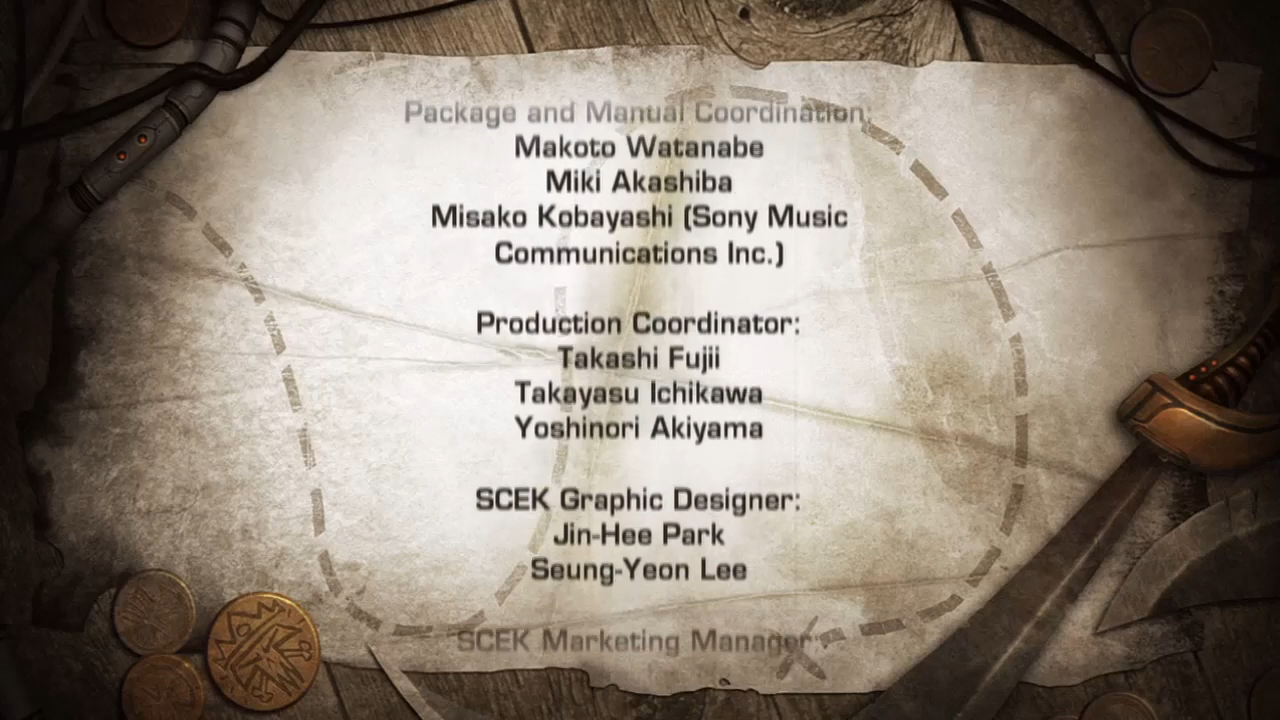 Package and Manual Coordination:
Makoto Watanabe
Miki Akashiba
Misako Kobayashi (Sony Music
Communications Inc.)
Production Coordinator:
Takashi Fujii
Takayasu Ichikawa
Yoshinori Akiyama
SCEK Graphic Designer:
Jin-Hee Park
Seung-Yeon Lee
SCEK Marketing Manager: